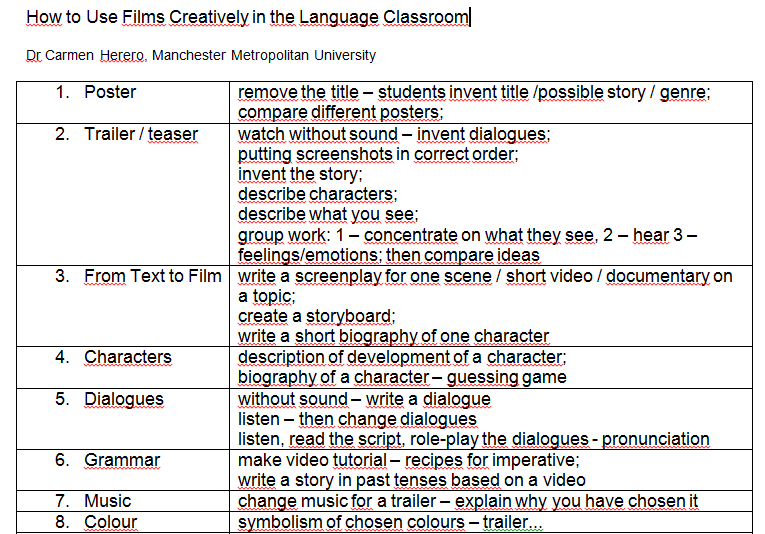 How to Use Films Creatively in the Language Classroom
Dr Carmen Herero, Manchester Metropolitan University
1. Poster
remove the title – students invent title /possible story / genre;
compare different posters;
2. Trailer / teaser
watch without sound – invent dialogues;
putting screenshots in correct order;
invent the story;
describe characters;
describe what you see;
group work: 1 – concentrate on what they see, 2 – hear 3 –
feelings/emotions; then compare ideas
3. From Text to Film
write a screenplay for one scene / short video / documentary on
a topic;
create a storyboard;
write a short biography of one character
4. Characters
description of development of a character;
biography of a character – guessing game
5. Dialogues
without sound – write a dialogue
listen – then change dialogues
listen, read the script, role-play the dialogues - pronunciation
6. Grammar
make video tutorial – recipes for imperative;
write a story in past tenses based on a video
7. Music
change music for a trailer – explain why you have chosen it
8. Colour
symbolism of chosen colours – trailer...